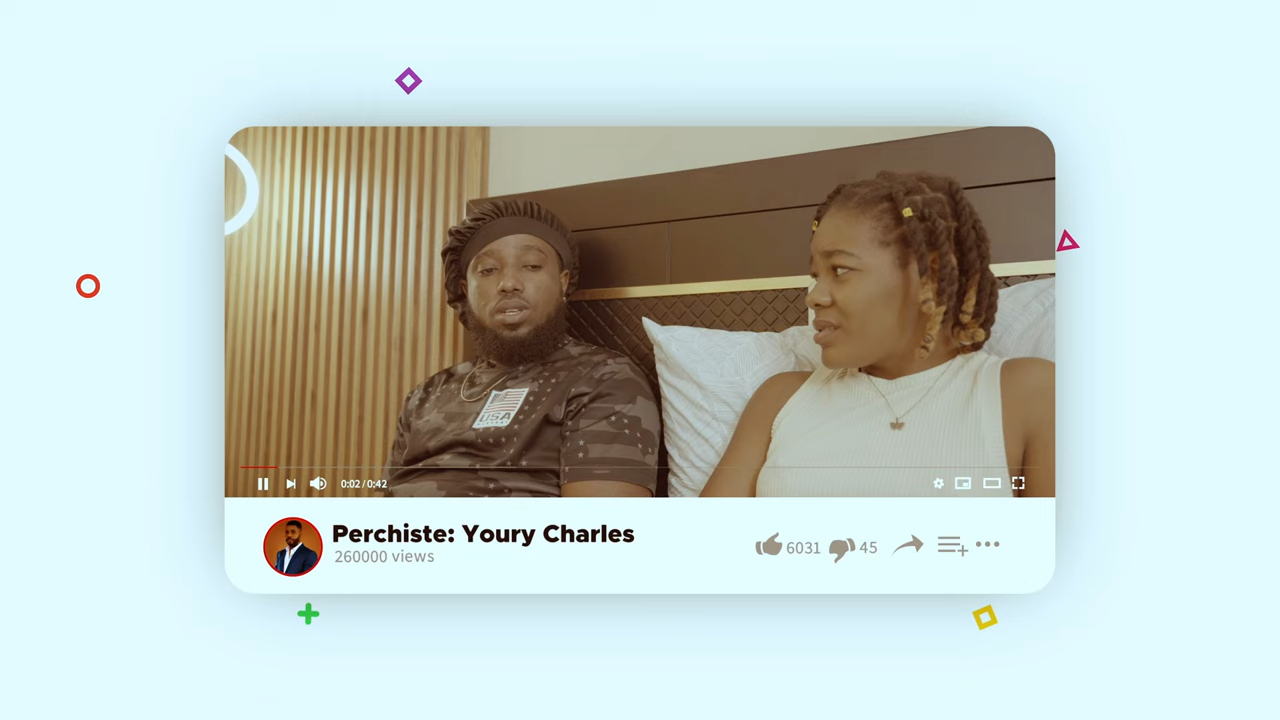 USA
0:02 / 0:42
Perchiste: Youry Charles
260000 views
6031
45